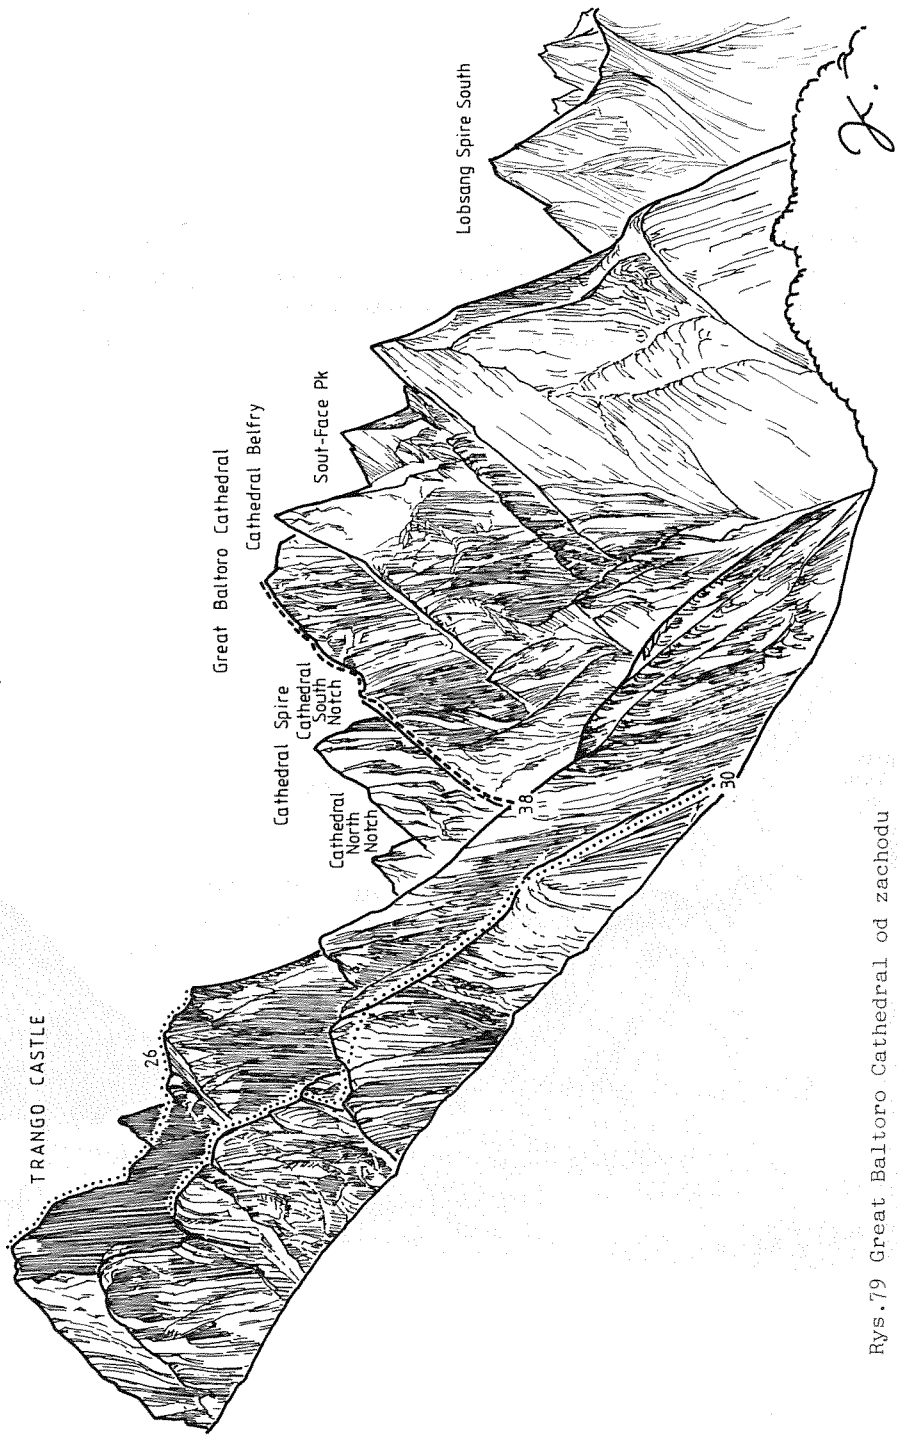 TRANGO CASTLE
26
Cathedral
North
Notch
Cathedral Spire
Cathedral
South
Notch
Great Baltoro Cathedral
Cathedral Belfry
Sout-Face Pk
Lobsang Spire South
38
30
Rys.79 Great Baltoro Cathedral od zachodu